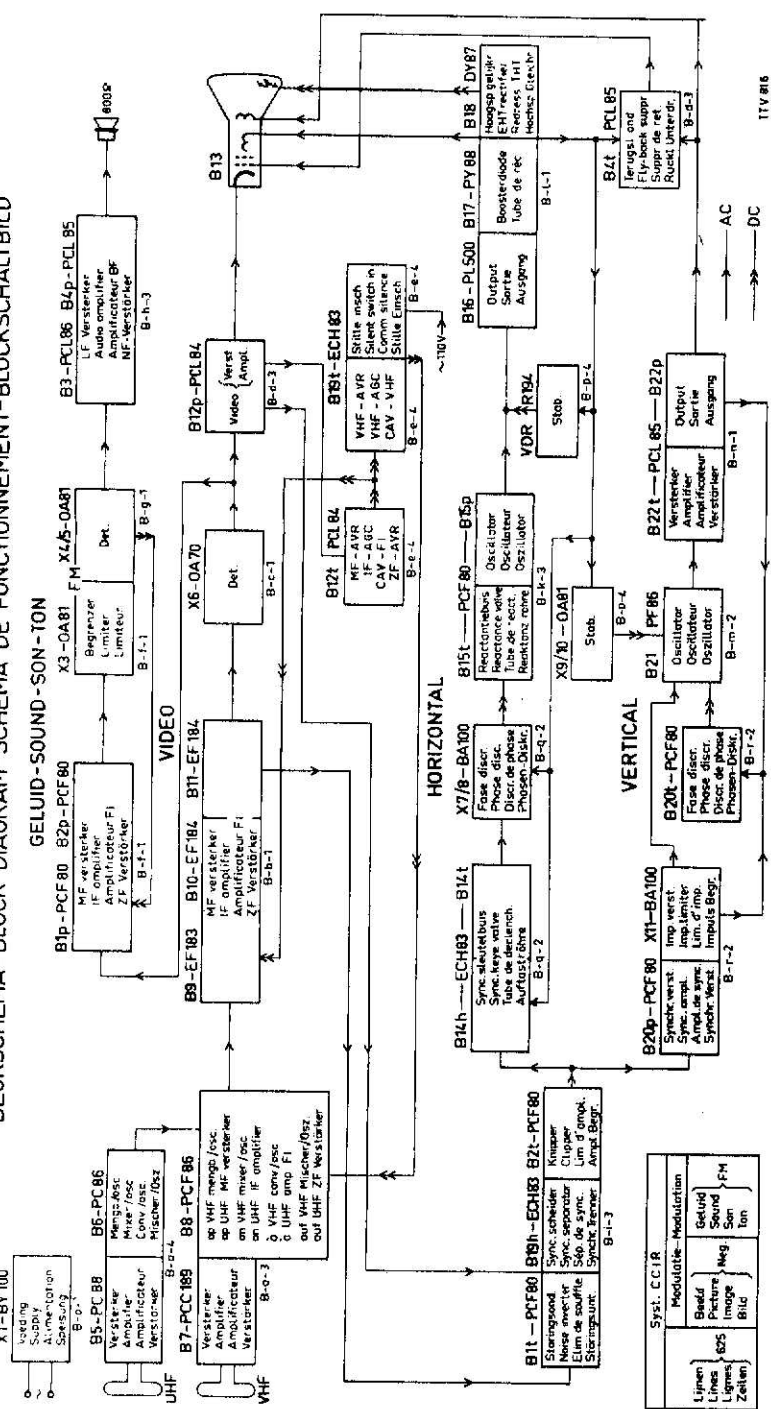 BLOKSCHEMA-BLOCK DIAGRAM-SCHEMA DE FONCTIONNEMENT-BLOCKSCHALTBILD
GELUID-SOUND-SON-TON
X1-BY100
Voeding
Supply
Alimentation
Speisung
B-a-1
B5-PC88
B6-PC86
Versterker
Amplifier
Amplificateur
Verstärker
Mengo/osc
Mixer/osc
Conv./osc.
Mischer/Osz
B-a-4
UHF
B7-PCC189
B8-PCF86
Versterker
Amplifier
Amplificateur
Verstärker
op VHF mengo/osc.
op UHF MF versterker
on VHF mixer/osc
on UHF IF amplifier
à VHF conv/osc
à UHF amp FI
auf VHF Mischer/Osz.
auf UHF ZF Verstärker
B-a-3
VHF
B1p-PCF80 B2p-PCF80
MF versterker
IF amplifier
Amplificateur FI
ZF Verstärker
B-f-1
X3-OA81
FM
X4/5-OA81
Begrenzer
Limiter
Limiteur
B-f-1
Det.
B-g-1
B3-PCL86 B4p-PCL85
LF Versterker
Audio amplifier
Amplificateur BF
NF-Verstärker
B-h-3
800Ω
VIDEO
B9-EF183 B10-EF184 B11-EF184
MF versterker
IF amplifier
Amplificateur FI
ZF Verstärker
B-b-1
X6-OA70
Det.
B-c-1
B12p-PCL84
Video
Verst
Ampl.
B-d-3
B13
B12t PCL84
MF-AVR
IF-AGC
CAV-FI
ZF-AVR
B-e-4
B19t-ECH83
VHF-AVR
VHF-AGC
CAV-VHF
B-e-4
Stille insch
Silent switch in
Comm silence
Stille Einsch
B-e-4
~110V
HORIZONTAL
B1t-PCF80
B19h-ECH83
B2t-PCF80
Storingsond.
Noise inverter
Elim de souffle
Störingsunt.
Sync. scheider
Sync. separator
Sép. de sync.
Synchr. Trenner
Knipper
Clipper
Lim d'ampl.
Ampl Begr.
B-i-3
B14h-ECH83-B14t
Sync. sleutelbuis
Sync. keye valve
Tube de derlench.
Auftaströhre
B-q-2
X7/8-BA100
Fase discr.
Phase disc.
Discr. de phase
Phasen-Diskr.
B-q-2
B15t-PCF80-B15p
Reactantiebuis
Reactance valve
Tube de react.
Reaktanz rohre
Oscillator
Oscillateur
Oszillator
B-k-3
VDR R194
Stab.
B-p-4
B16-PL500
Output
Sortie
Ausgang
B17-PY88
Boosterdiode
Tube de réc
B-l-1
B18 DY87
Hoogsp gelijkr
EHT rectifier
Redress THT
Hochsp Gleichr
X9/10-OA81
Stab.
B-p-4
B4t PCL85
Terugsl ond
Fly-back suppr
Suppr de ret.
Ruckl Unterdr.
B-d-3
VERTICAL
B20p-PCF80
X11-BA100
Synchr. verst.
Sync. ampl.
Ampl. de sync.
Synchr. Verst.
Imp. verst.
Imp. limiter
Lim. d'imp.
Impuls Begr.
B-r-2
B20t-PCF80
Fase discr.
Phase discr.
Discr. de phase
Phasen-Diskr.
B-r-2
B21 PF86
Oscillator
Oscillateur
Oszillator
B-m-2
B22t-PCL85-B22p
Versterker
Amplifier
Amplificateur
Verstärker
Output
Sortie
Ausgang
B-n-1
AC
DC
Syst. CCIR
Modulatie-Modulation
Lijnen
Lines
Lignes
Zeilen
625
Beeld
Picture
Image
Bild
Neg.
Geluid
Sound
Son
Ton
FM
TTV 816